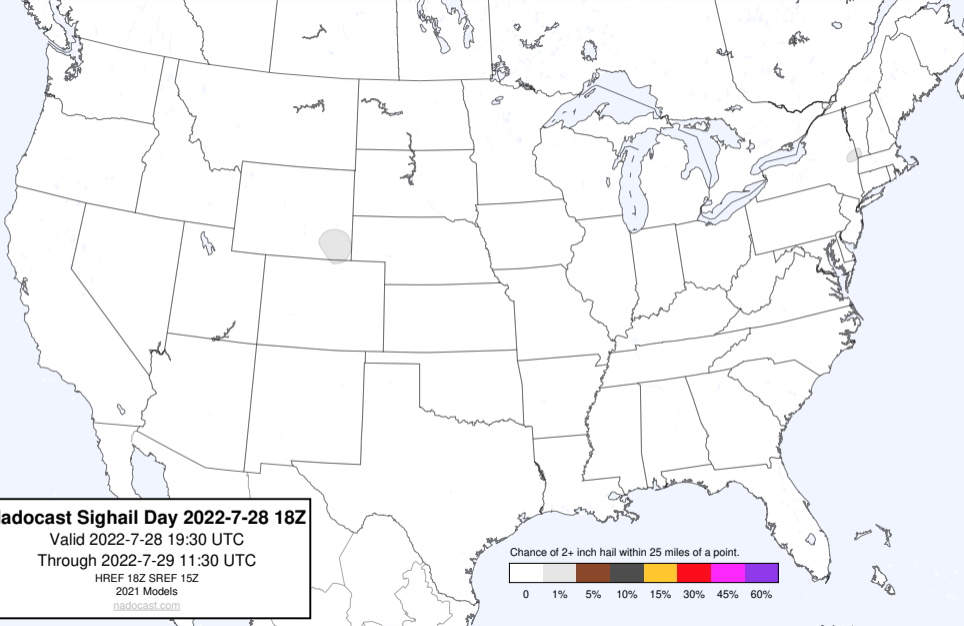 adocast Sighail Day 2022-7-28 18Z
Valid 2022-7-28 19:30 UTC
Through 2022-7-29 11:30 UTC
HREF 18Z SREF 15Z
2021 Models
nadocast.com
Chance of 2+ inch hail within 25 miles of a point.
0 1% 5% 10% 15% 30% 45% 60%